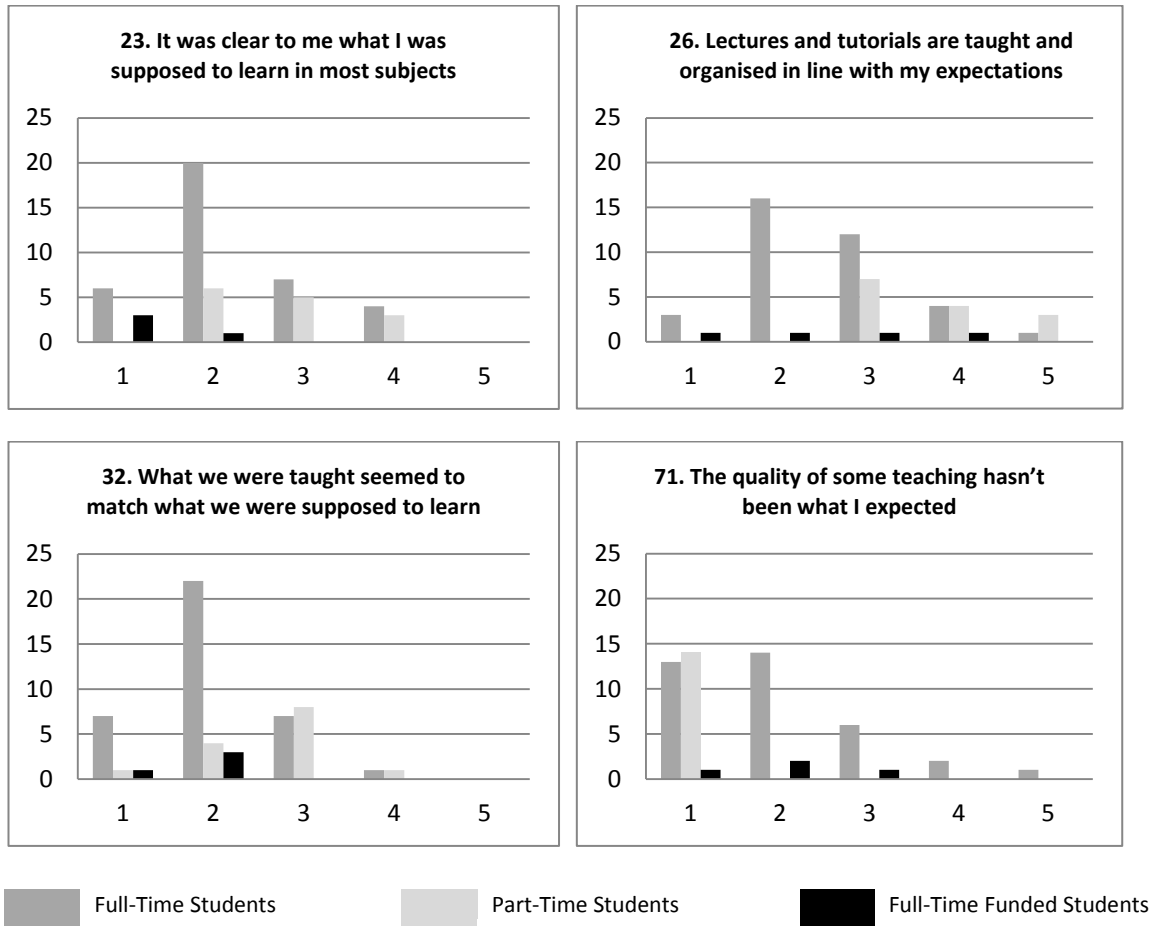 23. It was clear to me what I was
supposed to learn in most subjects
25
20
15
10
5
0
1 2 3 4 5
26. Lectures and tutorials are taught and
organised in line with my expectations
25
20
15
10
5
0
1 2 3 4 5
32. What we were taught seemed to
match what we were supposed to learn
25
20
15
10
5
0
1 2 3 4 5
71. The quality of some teaching hasn’t
been what I expected
25
20
15
10
5
0
1 2 3 4 5
Full-Time Students Part-Time Students Full-Time Funded Students